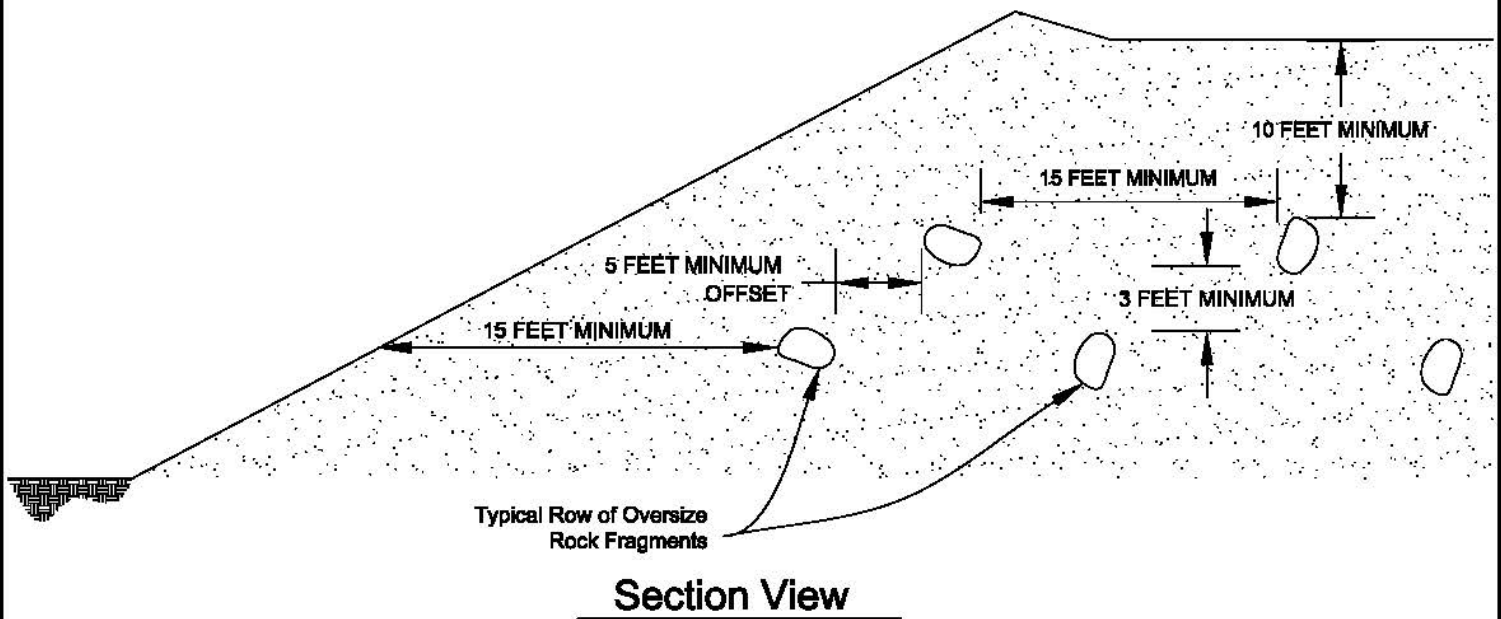 10 FEET MINIMUM
15 FEET MINIMUM
5 FEET MINIMUM
OFFSET
3 FEET MINIMUM
15 FEET MINIMUM
Typical Row of Oversize
Rock Fragments
Section View